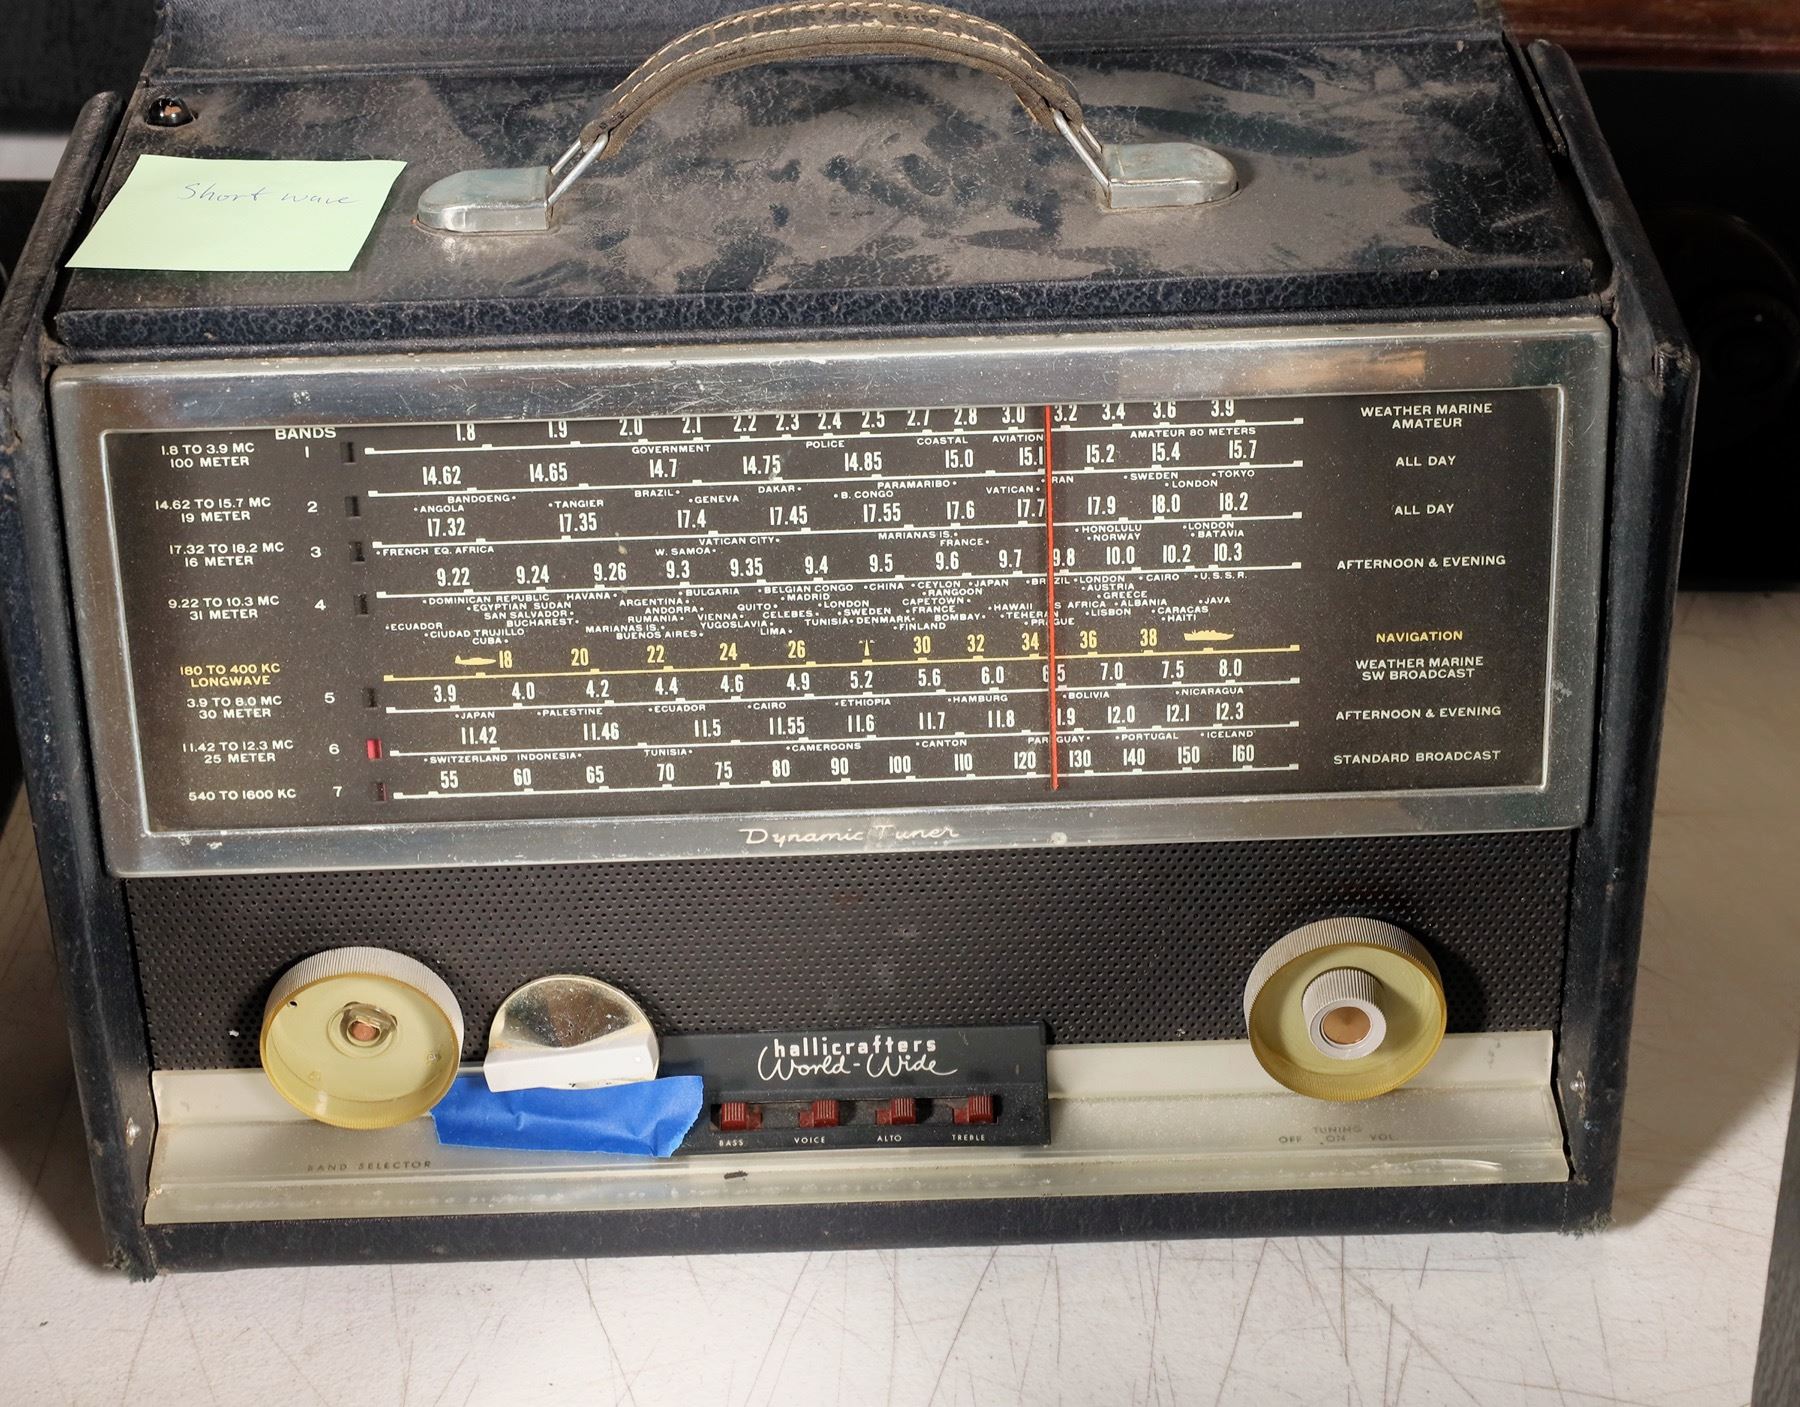 Short wave
BANDS
1.8 TO 3.9 MC
100 METER
1
1.8 1.9 2.0 2.1 2.2 2.3 2.4 2.5 2.7 2.8 3.0 3.2 3.4 3.6 3.9
WEATHER MARINE
AMATEUR
GOVERNMENT POLICE COASTAL AVIATION AMATEUR 80 METERS
14.62 TO 15.7 MC
19 METER
2
14.62 14.65 14.7 14.75 14.85 15.0 15.1 15.2 15.4 15.7
ALL DAY
BANDOENG• BRAZIL• DAKAR• PARAMARIBO• VATICAN• •SWEDEN •TOKYO
•ANGOLA •TANGIER •GENEVA •B. CONGO •LONDON
17.32 TO 18.2 MC
16 METER
3
17.32 17.35 17.4 17.45 17.55 17.6 17.7 17.9 18.0 18.2
ALL DAY
VATICAN CITY• MARIANAS IS.• •HONOLULU •LONDON
•FRENCH EQ. AFRICA W. SAMOA• FRANCE• •NORWAY •BATAVIA
9.22 TO 10.3 MC
31 METER
4
9.22 9.24 9.26 9.3 9.35 9.4 9.5 9.6 9.7 9.8 10.0 10.2 10.3
AFTERNOON & EVENING
•DOMINICAN REPUBLIC HAVANA• •BULGARIA •BELGIAN CONGO •CHINA •CEYLON •JAPAN •LONDON •CAIRO •U.S.S.R.
•EGYPTIAN SUDAN ARGENTINA• •MADRID •RANGOON •AUSTRIA
SAN SALVADOR• ANDORRA• QUITO• •LONDON CAPETOWN• •GREECE
•ECUADOR BUCHAREST• RUMANIA• VIENNA• CELEBES• •SWEDEN •FRANCE •HAWAII S AFRICA •ALBANIA •JAVA
•CIUDAD TRUJILLO MARIANAS IS.• YUGOSLAVIA• TUNISIA• DENMARK• BOMBAY• •TEHERAN •LISBON •CARACAS
CUBA• BUENOS AIRES• LIMA• •FINLAND •PRAGUE •HAITI
180 TO 400 KC
LONGWAVE
18 20 22 24 26 30 32 34 36 38
NAVIGATION
3.9 TO 8.0 MC
30 METER
5
3.9 4.0 4.2 4.4 4.6 4.9 5.2 5.6 6.0 6.5 7.0 7.5 8.0
WEATHER MARINE
SW BROADCAST
•JAPAN •PALESTINE •ECUADOR •CAIRO •ETHIOPIA •HAMBURG •BOLIVIA •NICARAGUA
11.42 TO 12.3 MC
25 METER
6
11.42 11.46 11.5 11.55 11.6 11.7 11.8 11.9 12.0 12.1 12.3
AFTERNOON & EVENING
•SWITZERLAND INDONESIA• TUNISIA• •CAMEROONS •CANTON PARAGUAY• •PORTUGAL •ICELAND
540 TO 1600 KC
7
55 60 65 70 75 80 90 100 110 120 130 140 150 160
STANDARD BROADCAST
Dynamic Tuner
hallicrafters
World-Wide
BASS VOICE ALTO TREBLE
BAND SELECTOR
TUNING
OFF ON VOL.